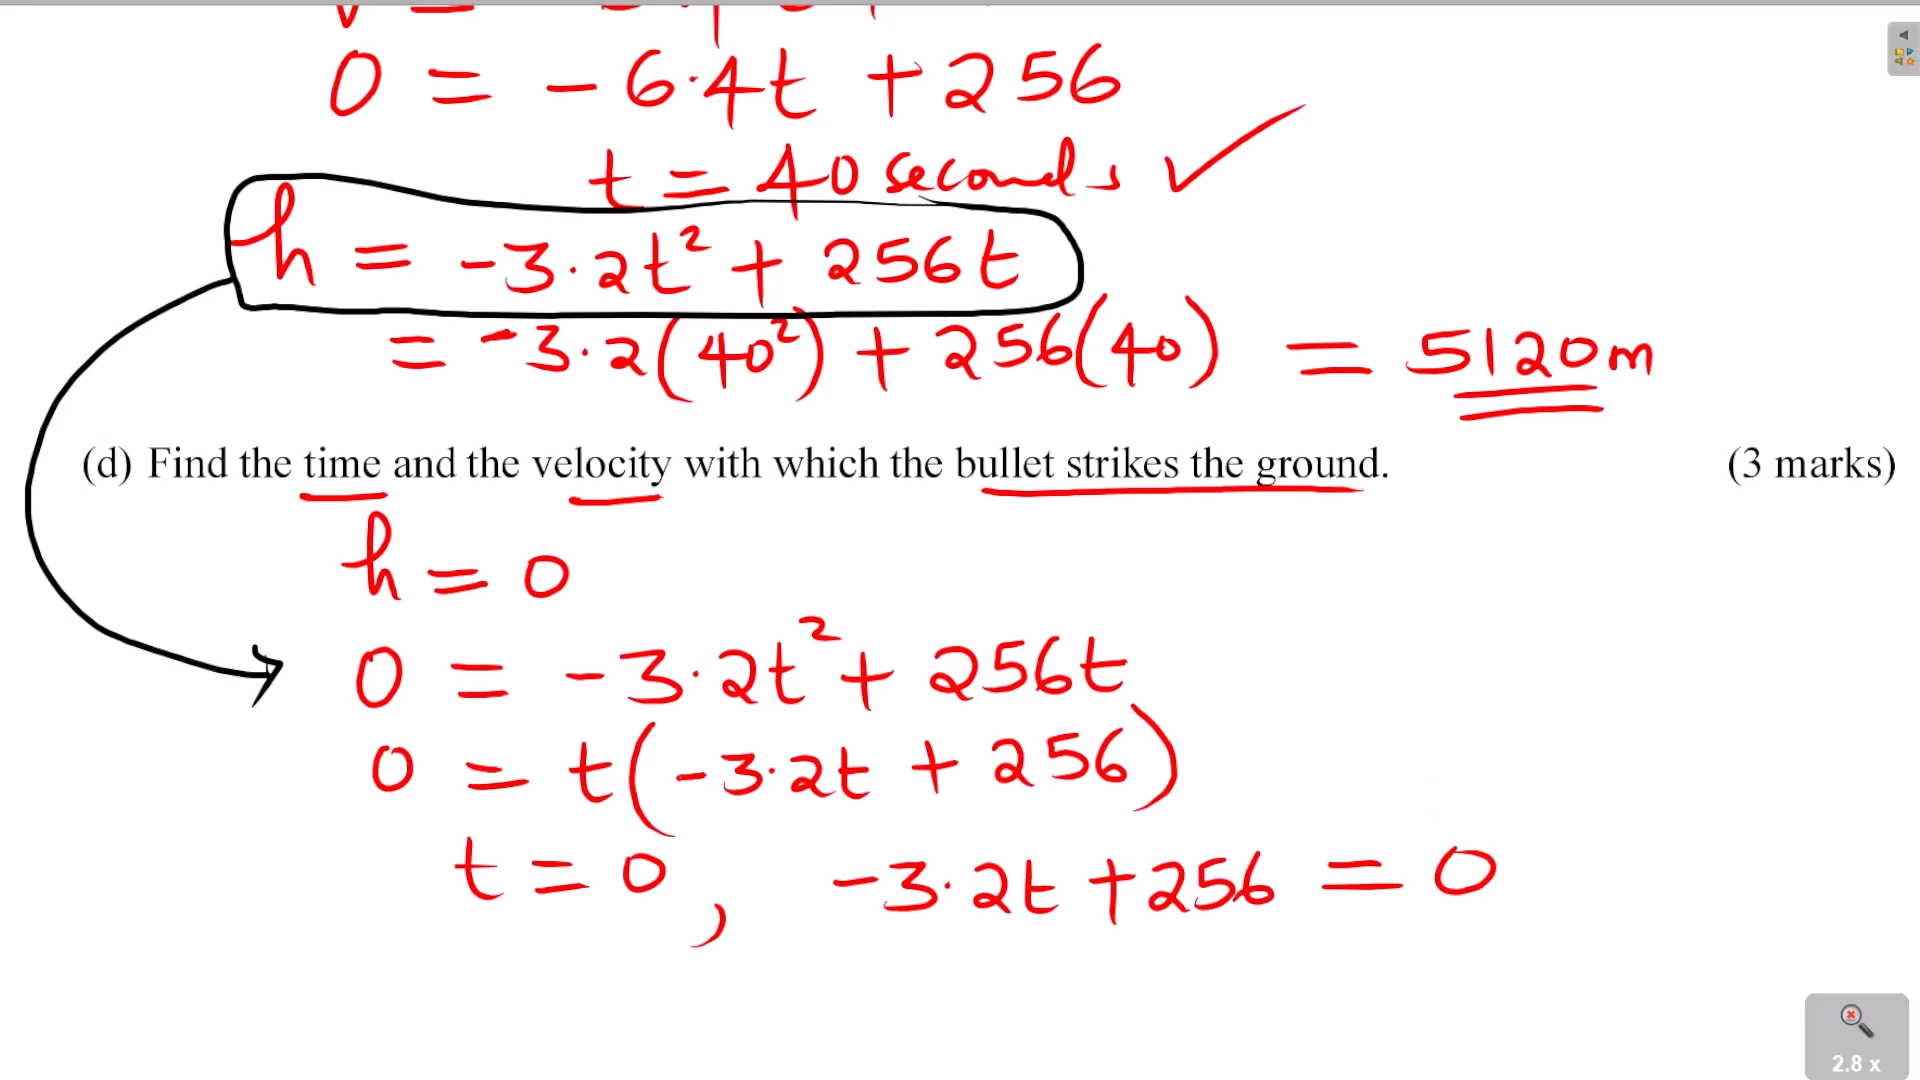 0 = -6.4t + 256
t = 40 seconds ✓
h = -3.2t² + 256t
= -3.2(40²) + 256(40) = 5120m
(d) Find the time and the velocity with which the bullet strikes the ground. (3 marks)
h = 0
0 = -3.2t² + 256t
0 = t(-3.2t + 256)
t = 0, -3.2t + 256 = 0
2.8 x